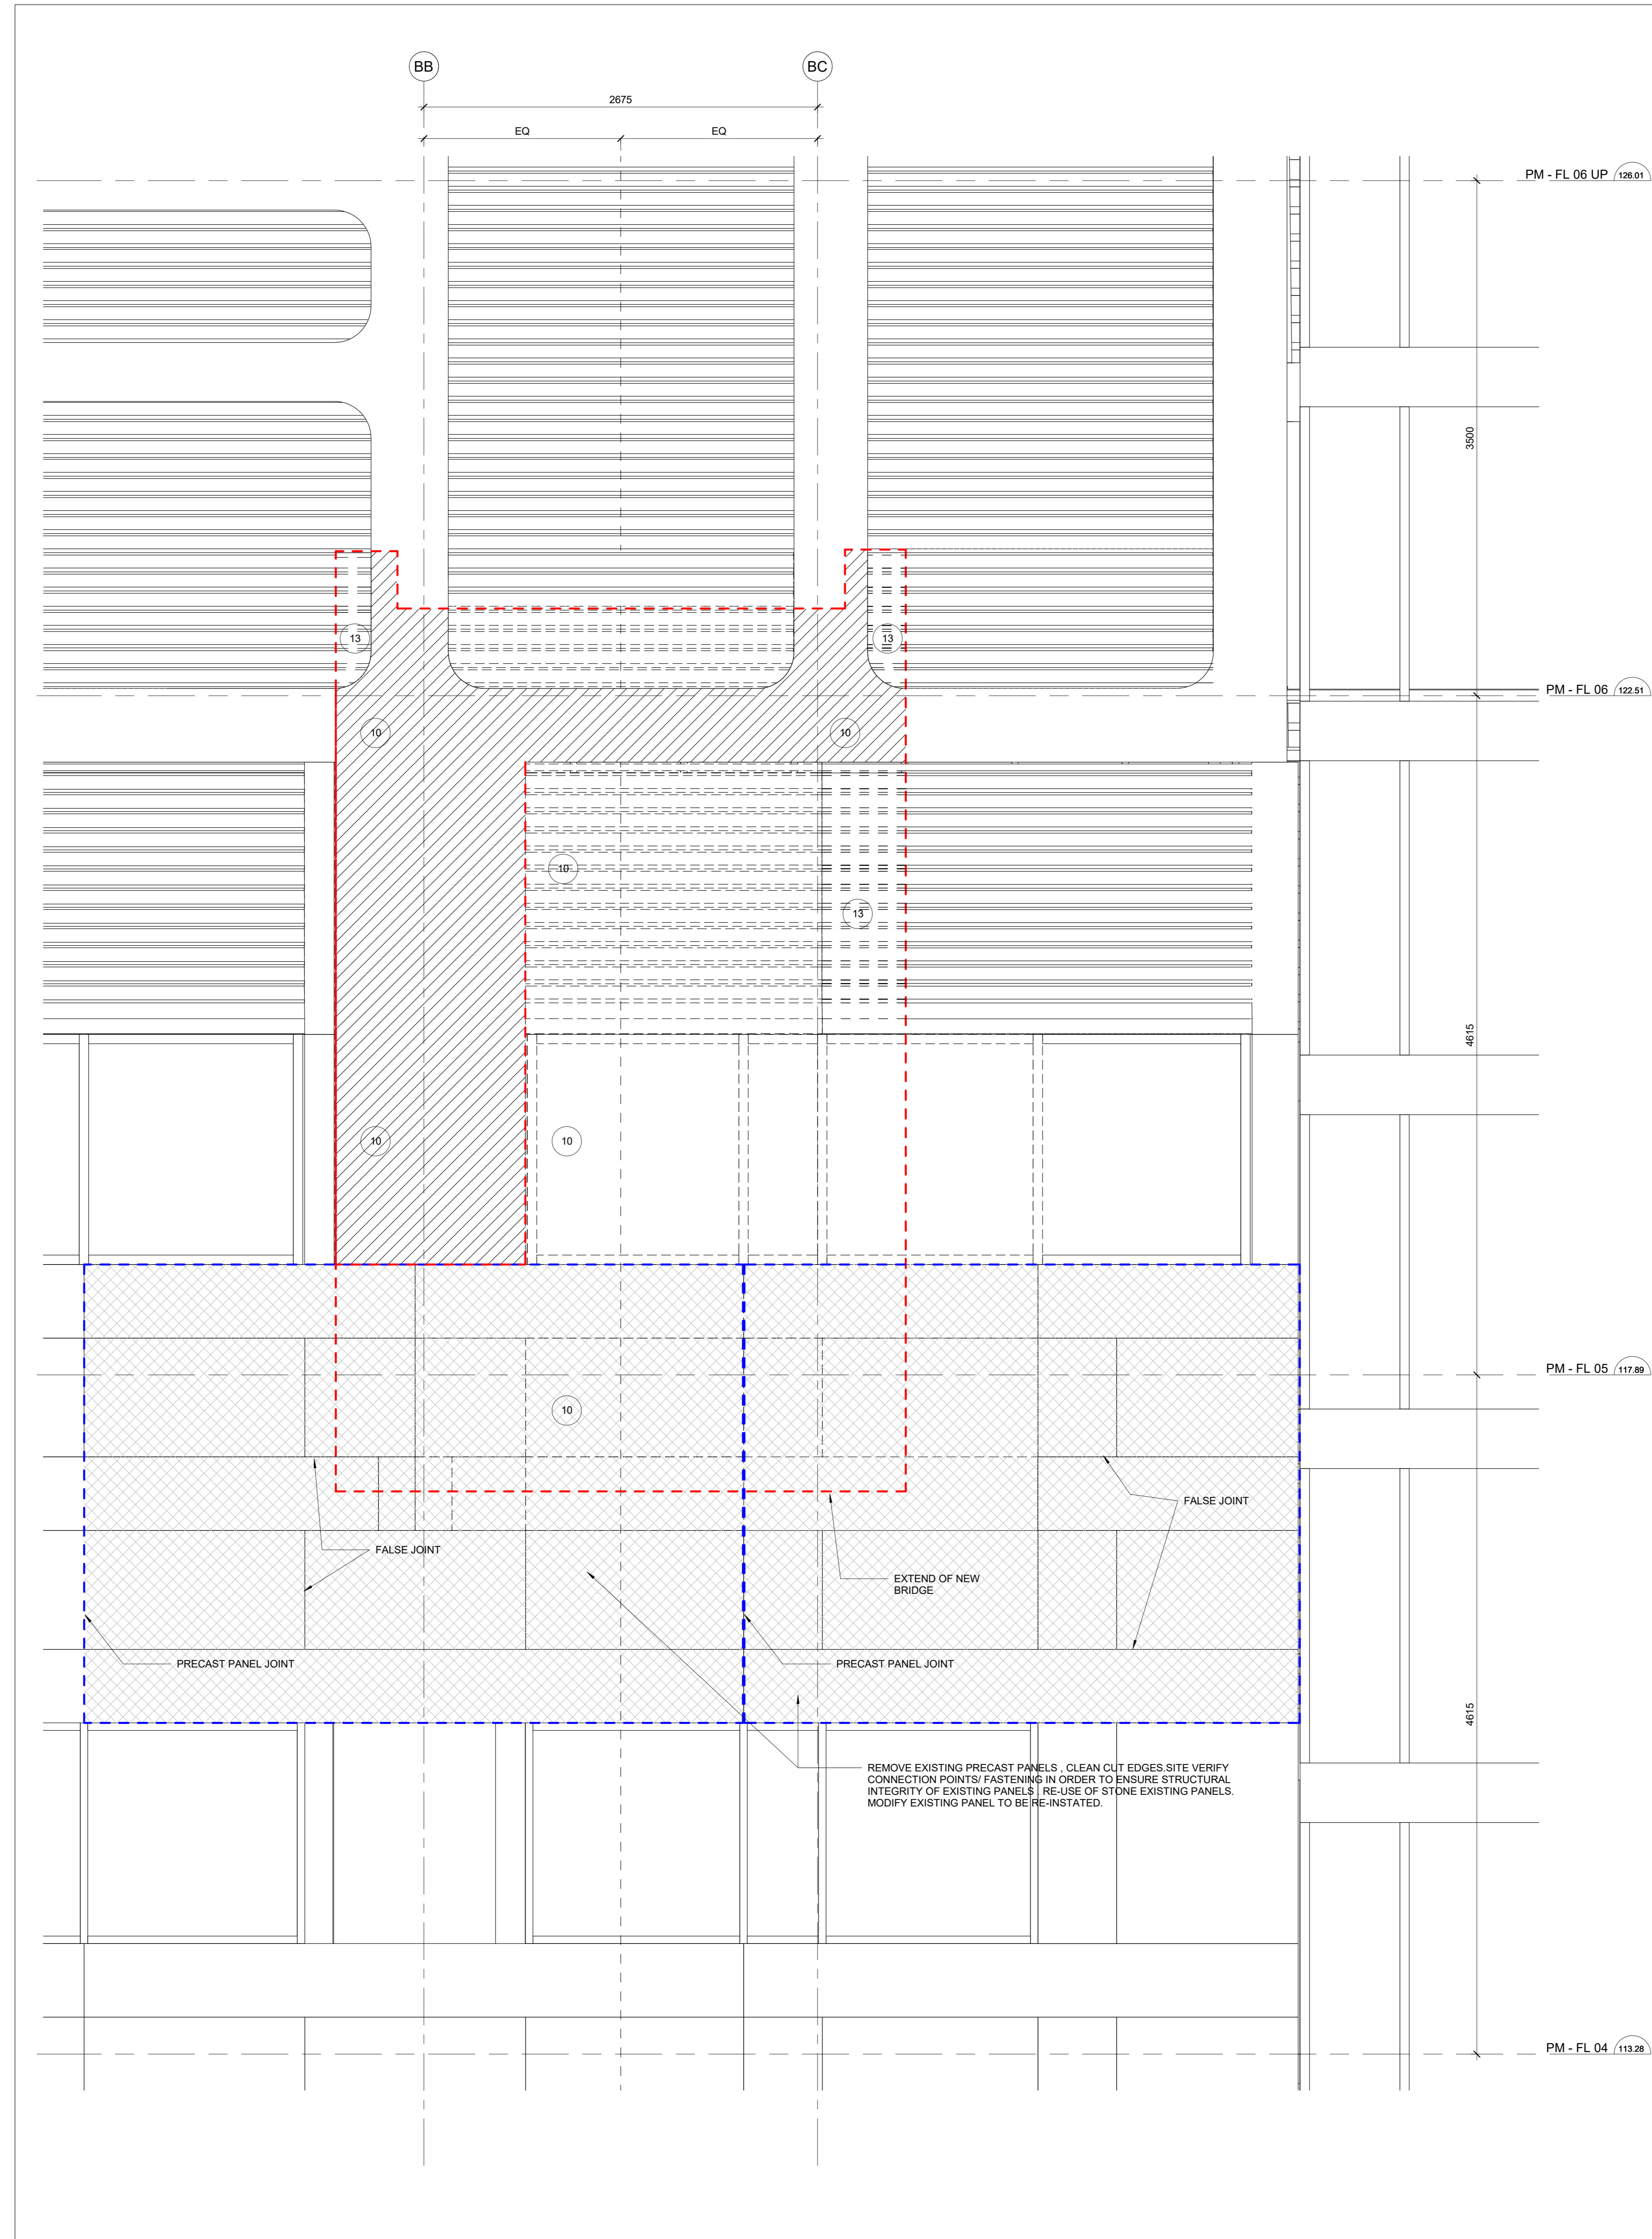 BB
BC
2675
EQ
EQ
PM - FL 06 UP 126.01
3500
13
13
PM - FL 06 122.51
10
10
10
13
4615
10
10
PM - FL 05 117.89
10
FALSE JOINT
FALSE JOINT
EXTEND OF NEW
BRIDGE
PRECAST PANEL JOINT
PRECAST PANEL JOINT
4615
REMOVE EXISTING PRECAST PANELS , CLEAN CUT EDGES.SITE VERIFY
CONNECTION POINTS/ FASTENING IN ORDER TO ENSURE STRUCTURAL
INTEGRITY OF EXISTING PANELS , RE-USE OF STONE EXISTING PANELS.
MODIFY EXISTING PANEL TO BE RE-INSTATED.
PM - FL 04 113.28